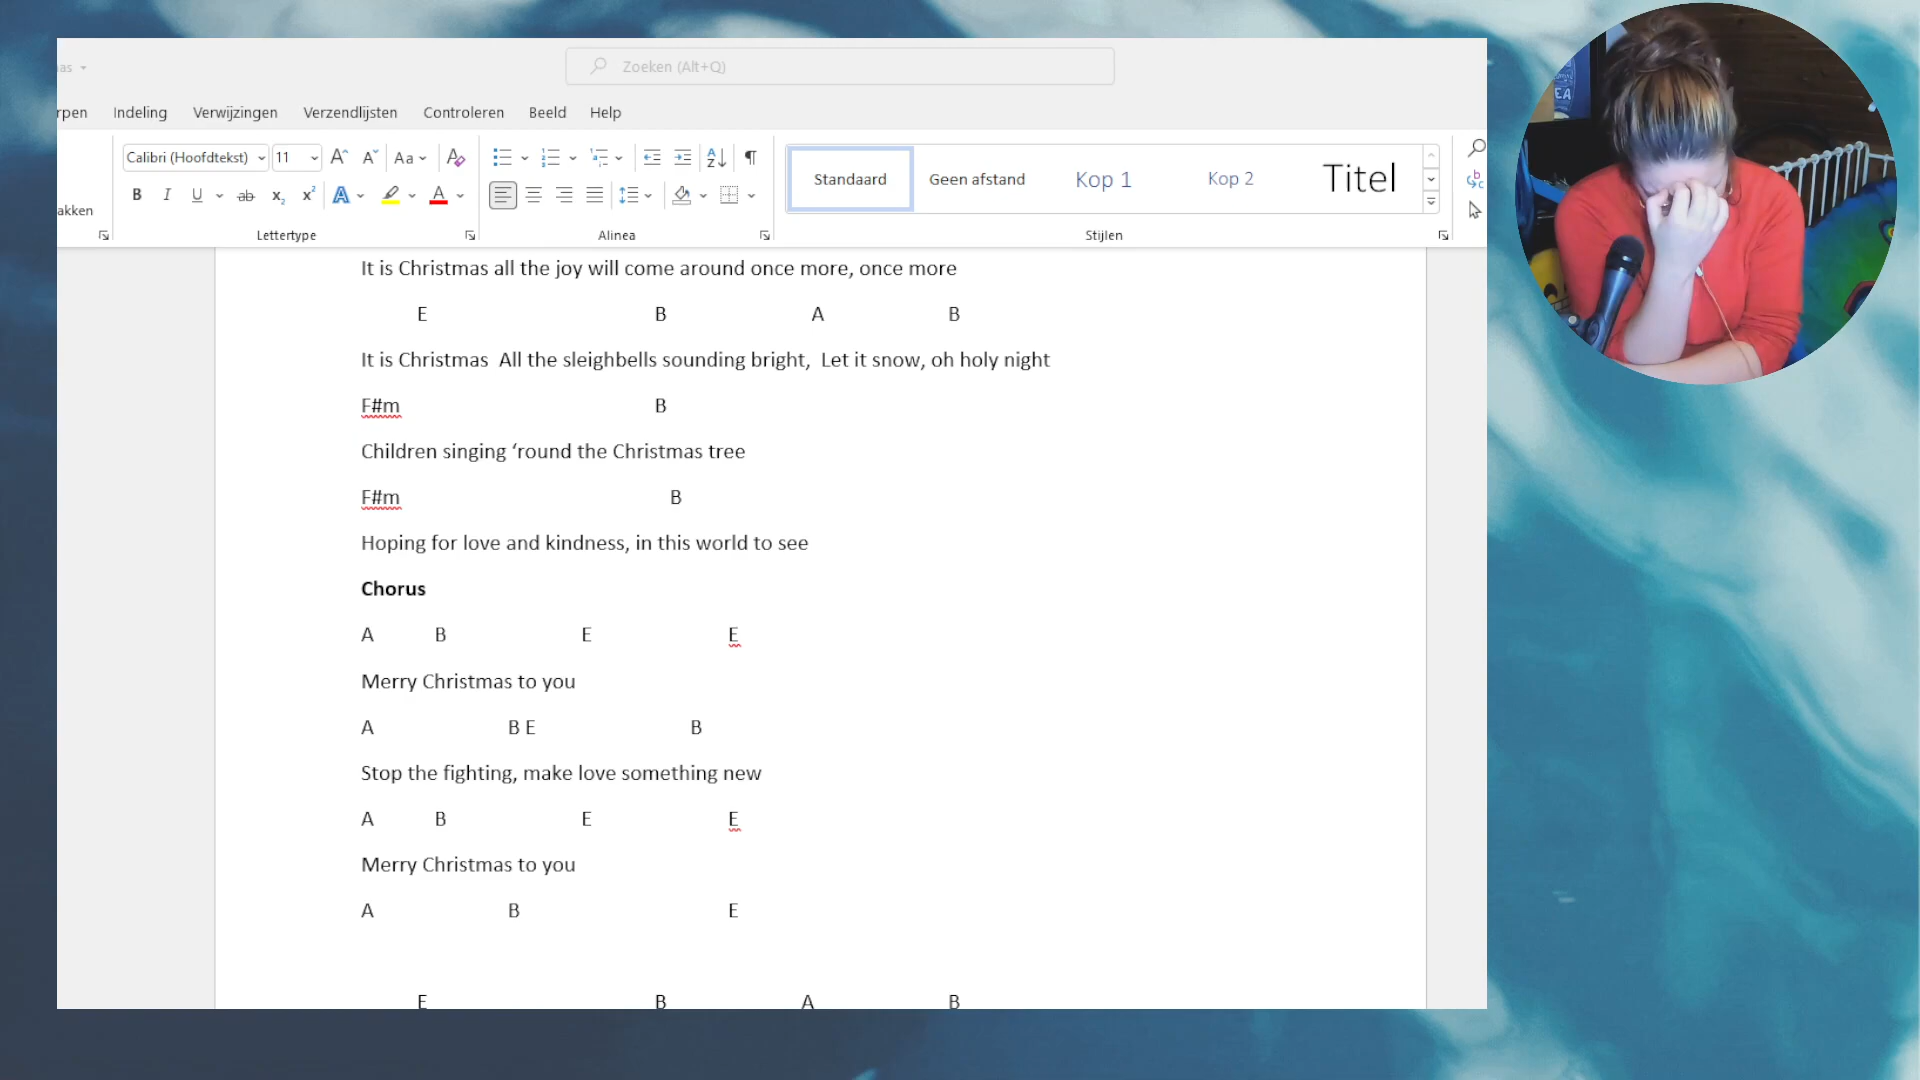 as
Zoeken (Alt+Q)
rpen Indeling Verwijzingen Verzendlijsten Controleren Beeld Help
Calibri (Hoofdtekst) 11 Aa
akken
Lettertype Alinea Stijlen
Standaard Geen afstand Kop 1 Kop 2 Titel
It is Christmas all the joy will come around once more, once more
E B A B
It is Christmas All the sleighbells sounding bright, Let it snow, oh holy night
F#m B
Children singing ‘round the Christmas tree
F#m B
Hoping for love and kindness, in this world to see
Chorus
A B E E
Merry Christmas to you
A B E B
Stop the fighting, make love something new
A B E E
Merry Christmas to you
A B E
E B A B
EA